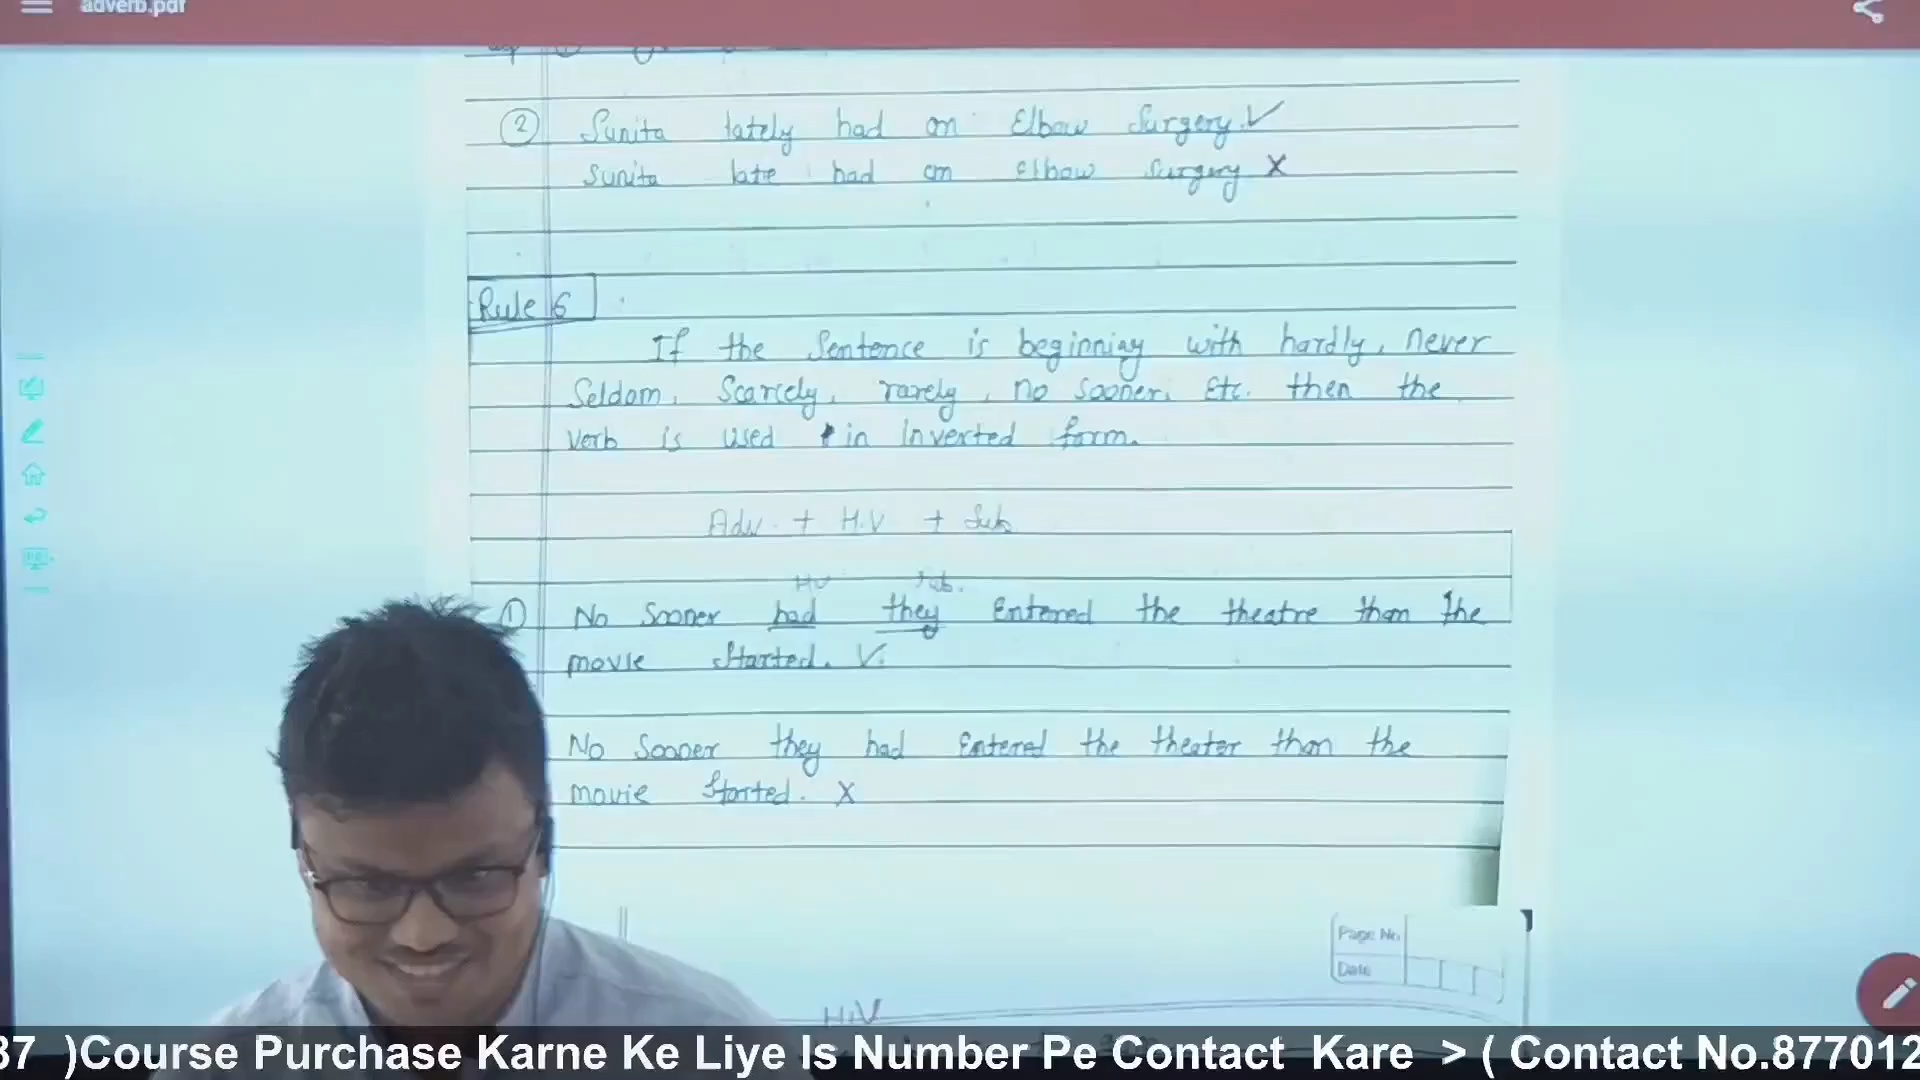 adverb.pdf
② Sunita lately had an Elbow Surgery. ✓
Sunita late had an Elbow Surgery X
Rule 6
If the Sentence is beginning with hardly, never
Seldom, Scarcely, rarely, no sooner, Etc. then the
verb is used in Inverted form.
Adv. + H.V + Sub
HV Sub.
① No Sooner had they Entered the theatre than the
movie Started. ✓
No Sooner they had Entered the theater than the
movie Started. X
Page No
Date
H.V
37 )Course Purchase Karne Ke Liye Is Number Pe Contact Kare > ( Contact No.877012